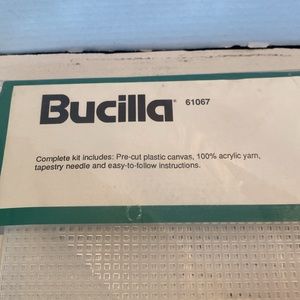 Bucilla® 61067
Complete kit includes: Pre-cut plastic canvas, 100% acrylic yarn,
tapestry needle and easy-to-follow instructions.